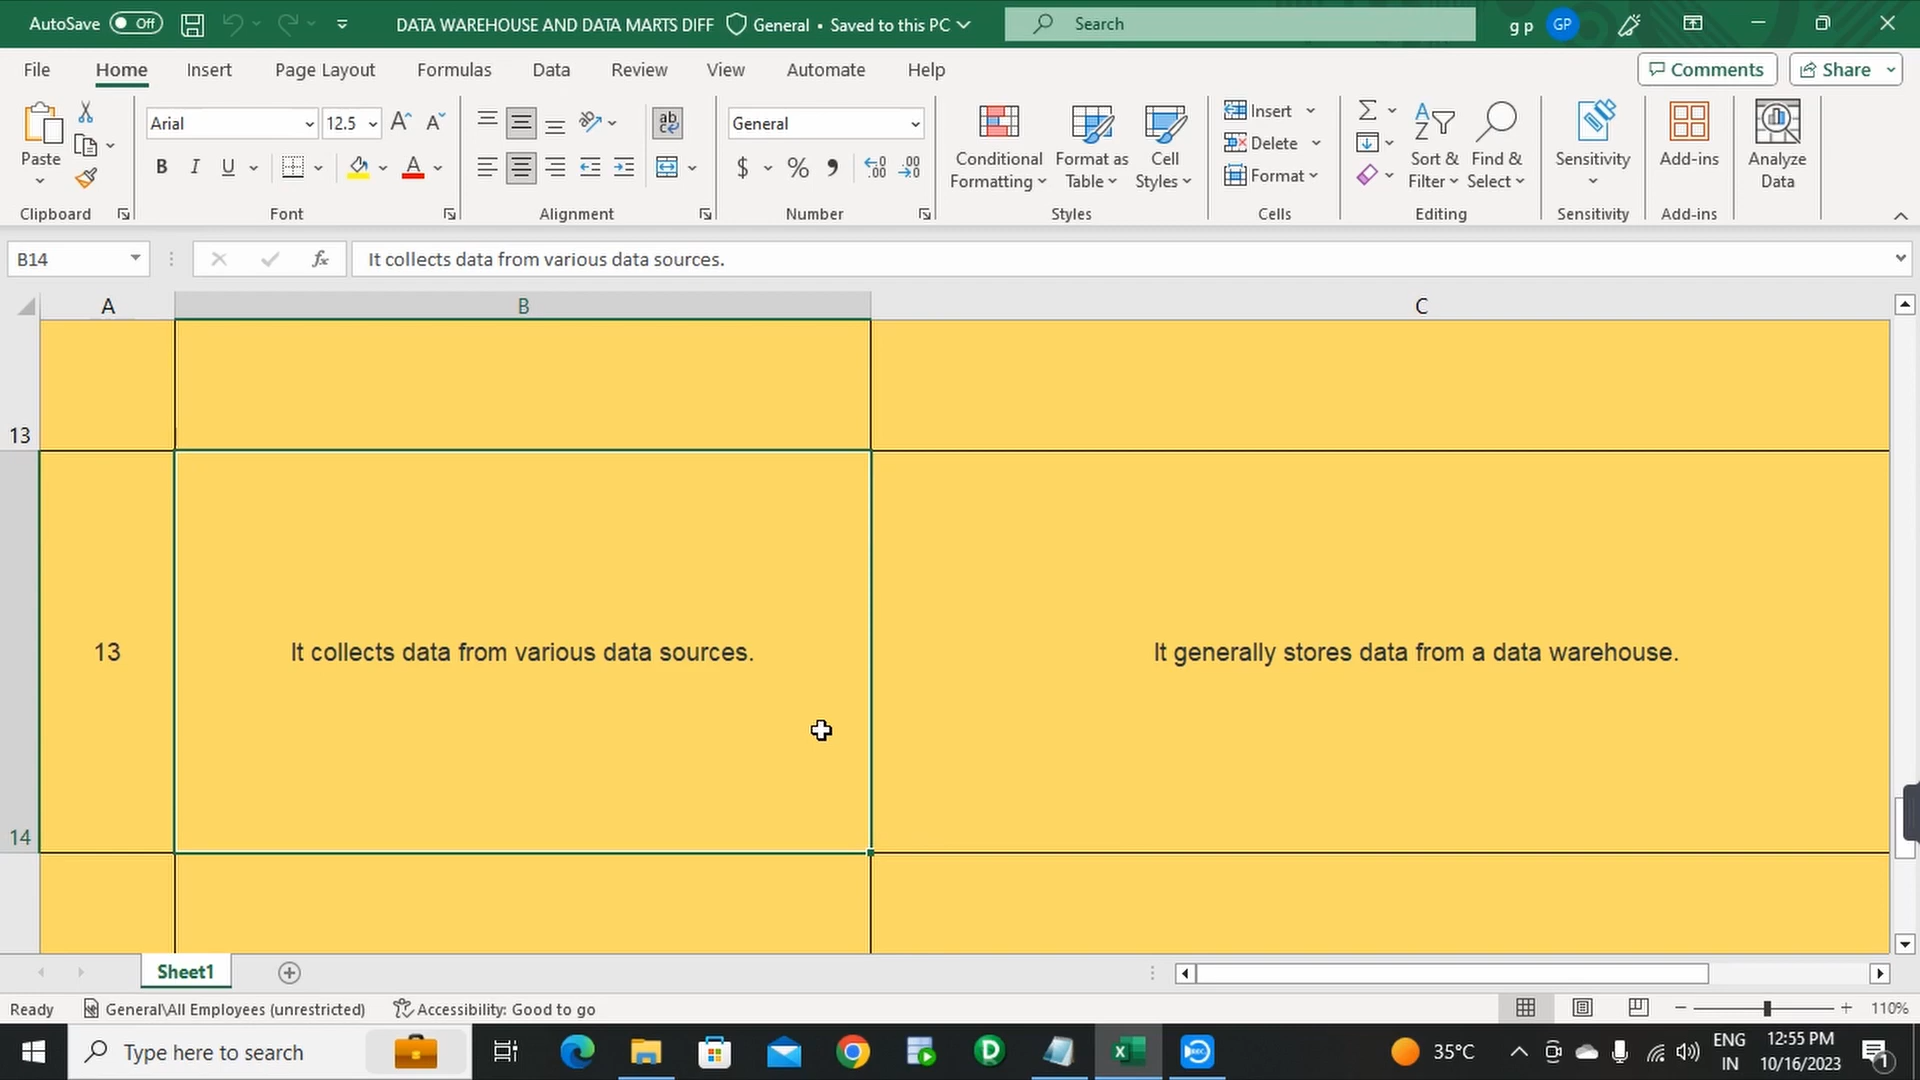 AutoSave Off DATA WAREHOUSE AND DATA MARTS DIFF General • Saved to this PC Search g p GP
File Home Insert Page Layout Formulas Data Review View Automate Help Comments Share
Paste
Clipboard
Arial 12.5 A A
B I U A
Font
ab
Alignment
General
$ % , .00 .00
Number
Conditional Formatting
Format as Table
Cell Styles
Styles
Insert
Delete
Format
Cells
Sort & Filter
Find & Select
Editing
Sensitivity
Sensitivity
Add-ins
Add-ins
Analyze Data
B14 fx It collects data from various data sources.
A B C
13
13 It collects data from various data sources. It generally stores data from a data warehouse.
14
Sheet1
Ready General\All Employees (unrestricted) Accessibility: Good to go 110%
Type here to search 35°C ENG 12:55 PM
IN 10/16/2023 1